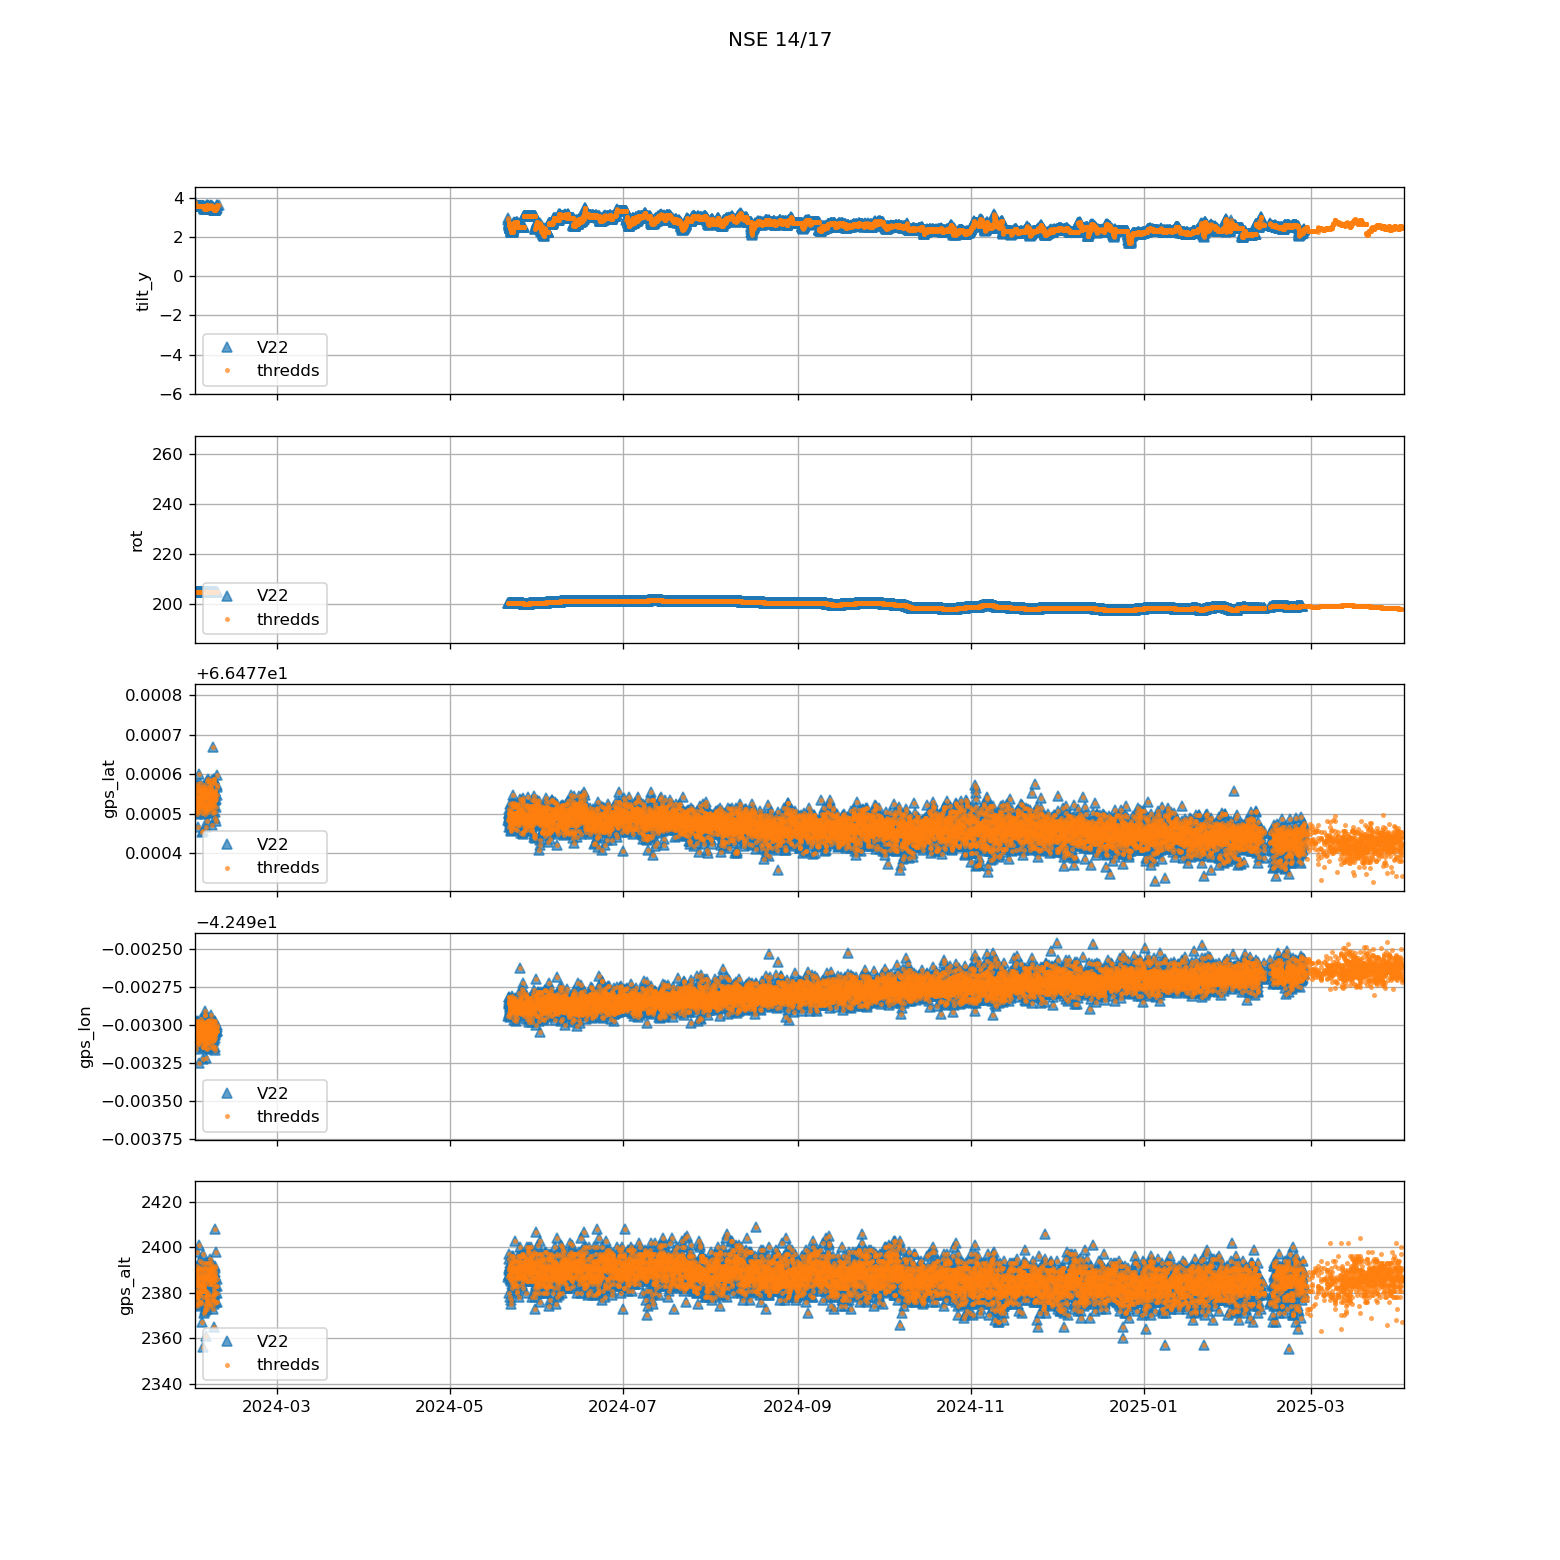 NSE 14/17
4
2
0
−2
−4
−6
tilt_y
V22
thredds
260
240
220
200
rot
V22
thredds
+6.6477e1
0.0008
0.0007
0.0006
0.0005
0.0004
gps_lat
V22
thredds
−4.249e1
−0.00250
−0.00275
−0.00300
−0.00325
−0.00350
−0.00375
gps_lon
V22
thredds
2420
2400
2380
2360
2340
gps_alt
V22
thredds
2024-03 2024-05 2024-07 2024-09 2024-11 2025-01 2025-03